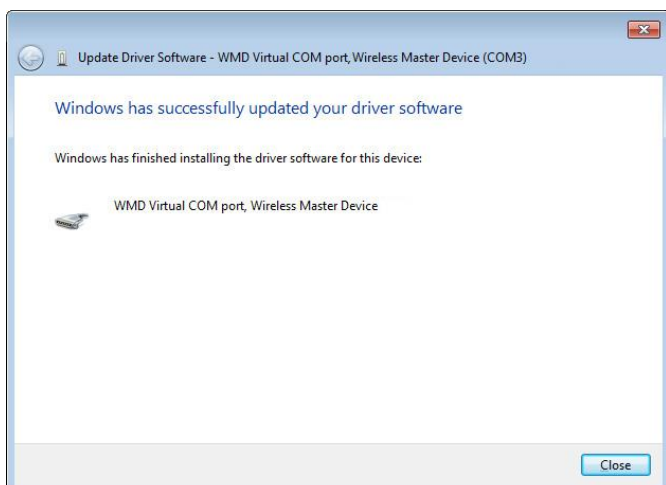 Update Driver Software - WMD Virtual COM port, Wireless Master Device (COM3)
Windows has successfully updated your driver software
Windows has finished installing the driver software for this device:
WMD Virtual COM port, Wireless Master Device
Close